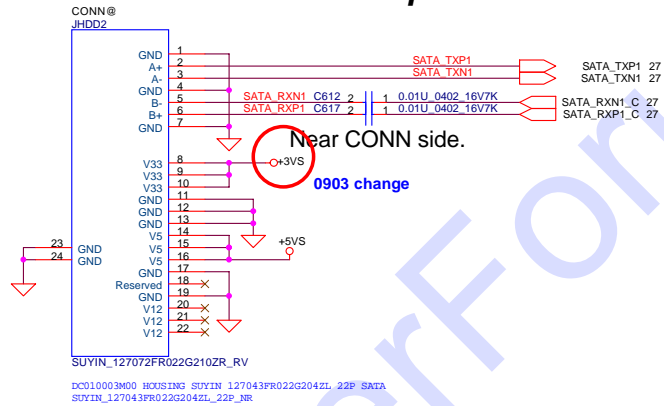 CONN@
JHDD2
GND 1
A+ 2 SATA_TXP1 SATA_TXP1 27
A- 3 SATA_TXN1 SATA_TXN1 27
GND 4
B- 5 SATA_RXN1 C612 2 1 0.01U_0402_16V7K SATA_RXN1_C 27
B+ 6 SATA_RXP1 C617 2 1 0.01U_0402_16V7K SATA_RXP1_C 27
GND 7
Near CONN side.
V33 8 +3VS
V33 9
V33 10
0903 change
GND 11
GND 12
GND 13
V5 14
23 GND V5 15 +5VS
24 GND V5 16
GND 17
Reserved 18
GND 19
V12 20
V12 21
V12 22
SUYIN_127072FR022G210ZR_RV
DC010003M00 HOUSING SUYIN 127043FR022G204ZL 22P SATA
SUYIN_127043FR022G204ZL_22P_NR